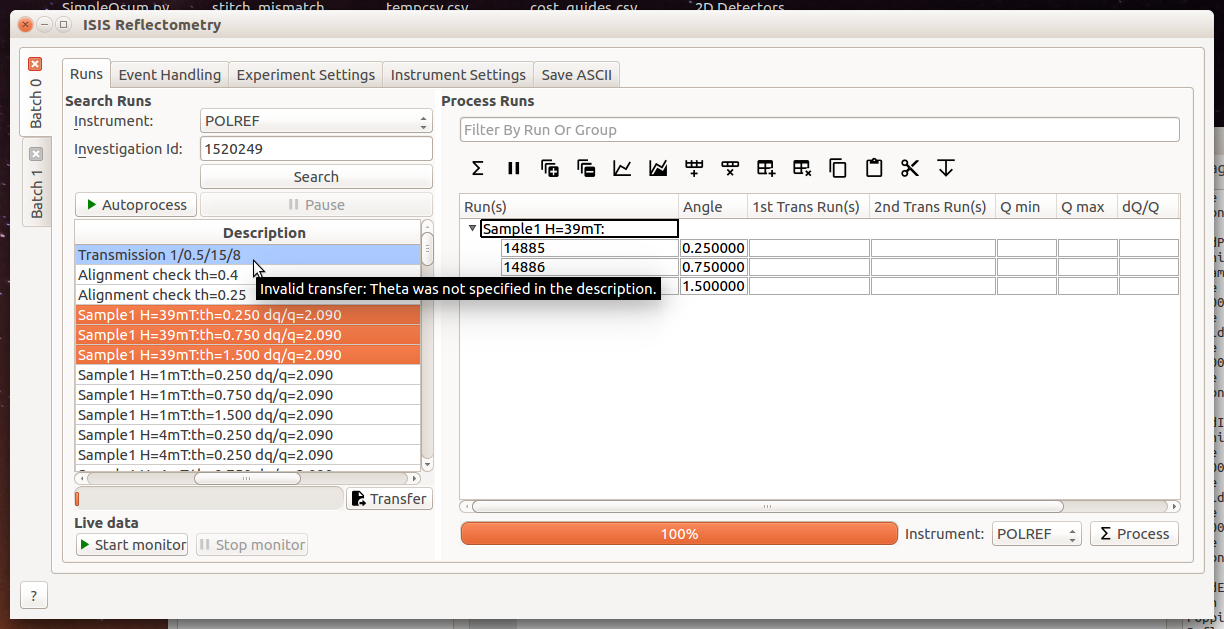 SimpleOsum.py stitch_mismatch tempcsv.csv cost_guides.csv 2D Detectors
ISIS Reflectometry
Batch 0
Batch 1
Runs Event Handling Experiment Settings Instrument Settings Save ASCII
Search Runs
Instrument: POLREF
Investigation Id: 1520249
Search
Autoprocess Pause
Description
Transmission 1/0.5/15/8
Alignment check th=0.4
Alignment check th=0.25
Sample1 H=39mT:th=0.250 dq/q=2.090
Sample1 H=39mT:th=0.750 dq/q=2.090
Sample1 H=39mT:th=1.500 dq/q=2.090
Sample1 H=1mT:th=0.250 dq/q=2.090
Sample1 H=1mT:th=0.750 dq/q=2.090
Sample1 H=1mT:th=1.500 dq/q=2.090
Sample1 H=4mT:th=0.250 dq/q=2.090
Sample1 H=4mT:th=0.250 dq/q=2.090
Transfer
Live data
Start monitor Stop monitor
?
Process Runs
Filter By Run Or Group
Run(s) Angle 1st Trans Run(s) 2nd Trans Run(s) Q min Q max dQ/Q
Sample1 H=39mT:
14885 0.250000
14886 0.750000
1.500000
Invalid transfer: Theta was not specified in the description.
100% Instrument: POLREF Σ Process